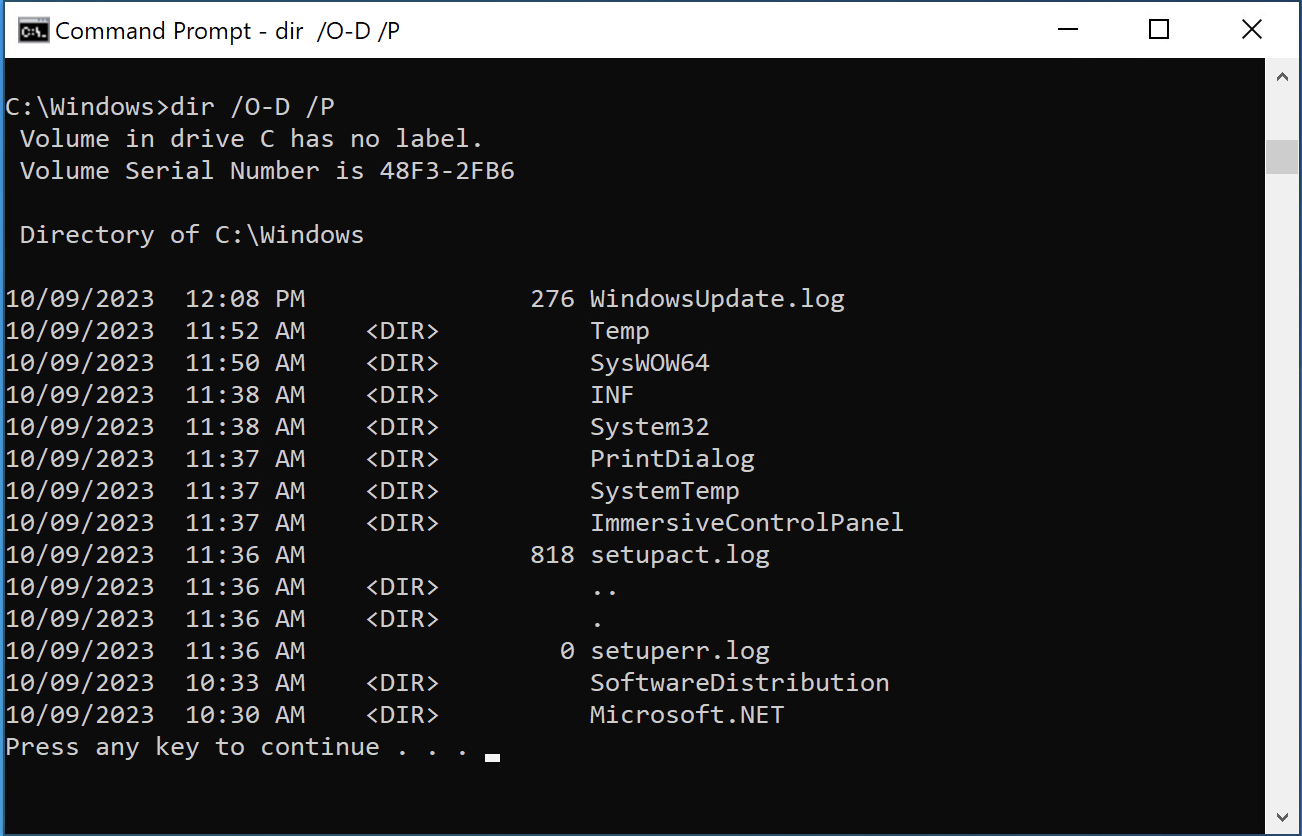 Command Prompt - dir  /O-D /P
C:\Windows>dir /O-D /P
 Volume in drive C has no label.
 Volume Serial Number is 48F3-2FB6
 Directory of C:\Windows
10/09/2023  12:08 PM               276 WindowsUpdate.log
10/09/2023  11:52 AM    <DIR>          Temp
10/09/2023  11:50 AM    <DIR>          SysWOW64
10/09/2023  11:38 AM    <DIR>          INF
10/09/2023  11:38 AM    <DIR>          System32
10/09/2023  11:37 AM    <DIR>          PrintDialog
10/09/2023  11:37 AM    <DIR>          SystemTemp
10/09/2023  11:37 AM    <DIR>          ImmersiveControlPanel
10/09/2023  11:36 AM               818 setupact.log
10/09/2023  11:36 AM    <DIR>          ..
10/09/2023  11:36 AM    <DIR>          .
10/09/2023  11:36 AM                 0 setuperr.log
10/09/2023  10:33 AM    <DIR>          SoftwareDistribution
10/09/2023  10:30 AM    <DIR>          Microsoft.NET
Press any key to continue . . .